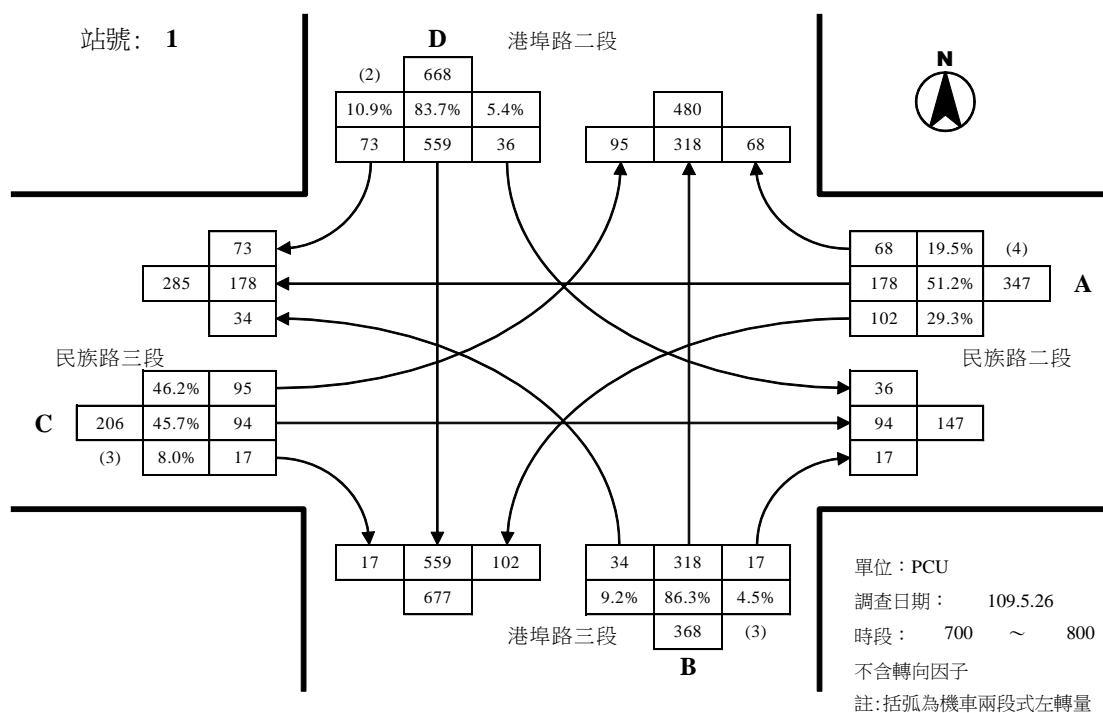 站號： 1
D
港埠路二段
N
(2) 668
10.9% 83.7% 5.4%
73 559 36
480
95 318 68
73
285 178
34
68 19.5% (4)
178 51.2% 347
102 29.3%
A
民族路三段
民族路二段
46.2% 95
C 206 45.7% 94
(3) 8.0% 17
36
94 147
17
17 559 102
677
34 318 17
9.2% 86.3% 4.5%
368 (3)
港埠路三段
B
單位：PCU
調查日期： 109.5.26
時段： 700 ～ 800
不含轉向因子
註:括弧為機車兩段式左轉量